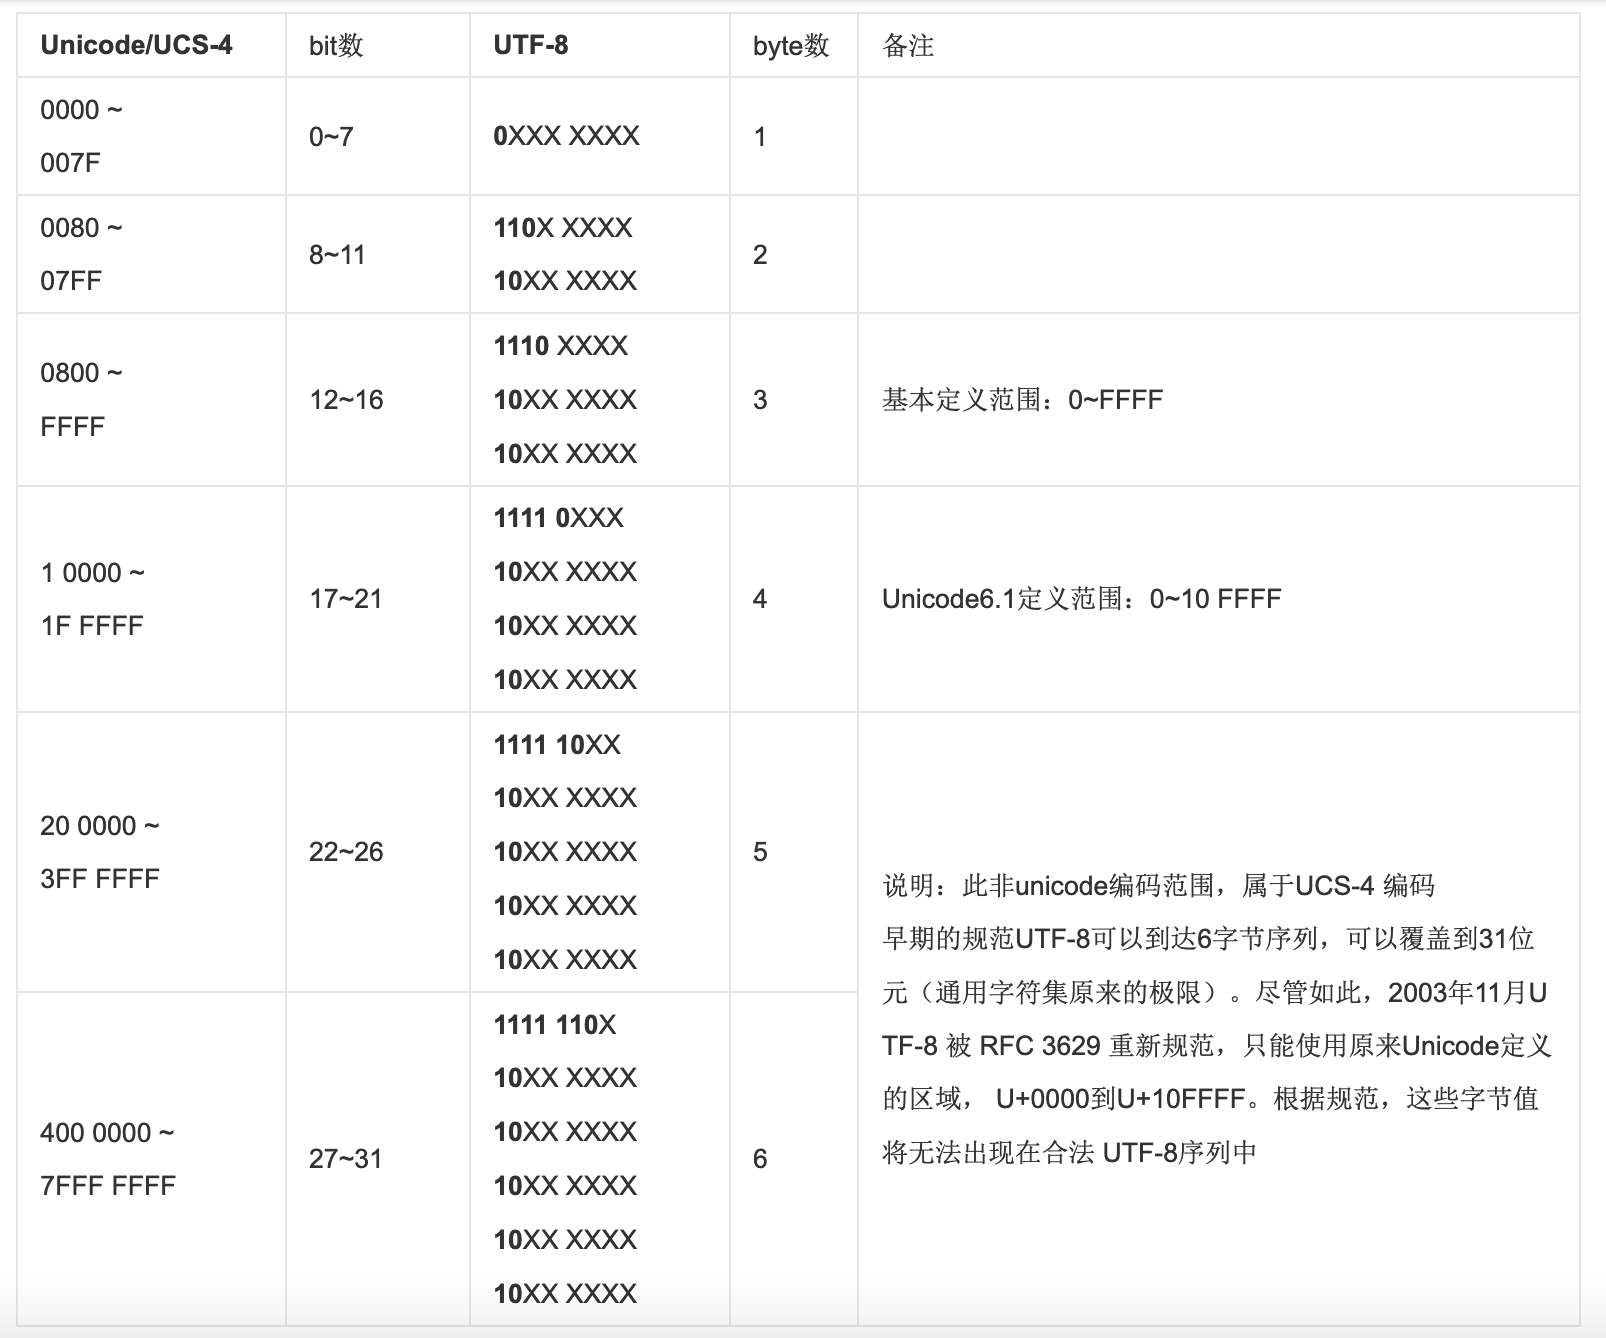 Unicode/UCS-4 bit数 UTF-8 byte数 备注
0000 ~
007F
0~7
0XXX XXXX
1
0080 ~
07FF
8~11
110X XXXX
10XX XXXX
2
0800 ~
FFFF
12~16
1110 XXXX
10XX XXXX
10XX XXXX
3
基本定义范围：0~FFFF
1 0000 ~
1F FFFF
17~21
1111 0XXX
10XX XXXX
10XX XXXX
10XX XXXX
4
Unicode6.1定义范围：0~10 FFFF
20 0000 ~
3FF FFFF
22~26
1111 10XX
10XX XXXX
10XX XXXX
10XX XXXX
10XX XXXX
5
400 0000 ~
7FFF FFFF
27~31
1111 110X
10XX XXXX
10XX XXXX
10XX XXXX
10XX XXXX
10XX XXXX
6
说明：此非unicode编码范围，属于UCS-4 编码
早期的规范UTF-8可以到达6字节序列，可以覆盖到31位
元（通用字符集原来的极限）。尽管如此，2003年11月U
TF-8 被 RFC 3629 重新规范，只能使用原来Unicode定义
的区域， U+0000到U+10FFFF。根据规范，这些字节值
将无法出现在合法 UTF-8序列中